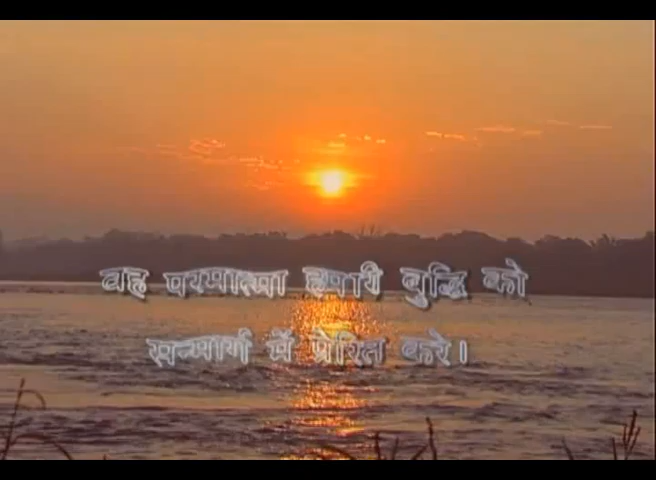 वह परमात्मा हमारी बुद्धि को
सन्मार्ग में प्रेरित करे।